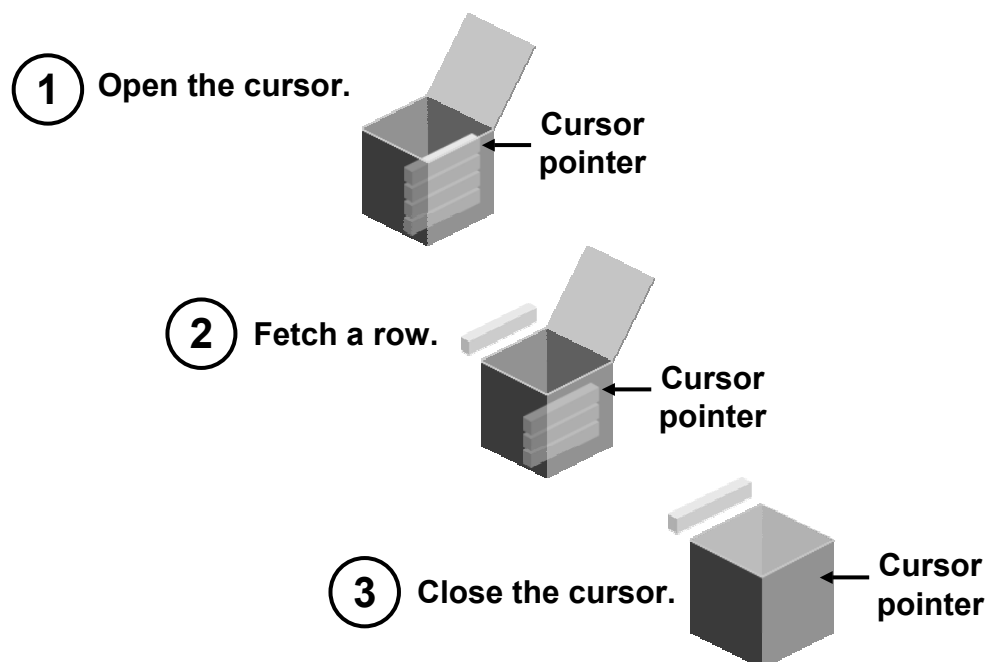 1 Open the cursor.
Cursor
pointer
2 Fetch a row.
Cursor
pointer
3 Close the cursor.
Cursor
pointer